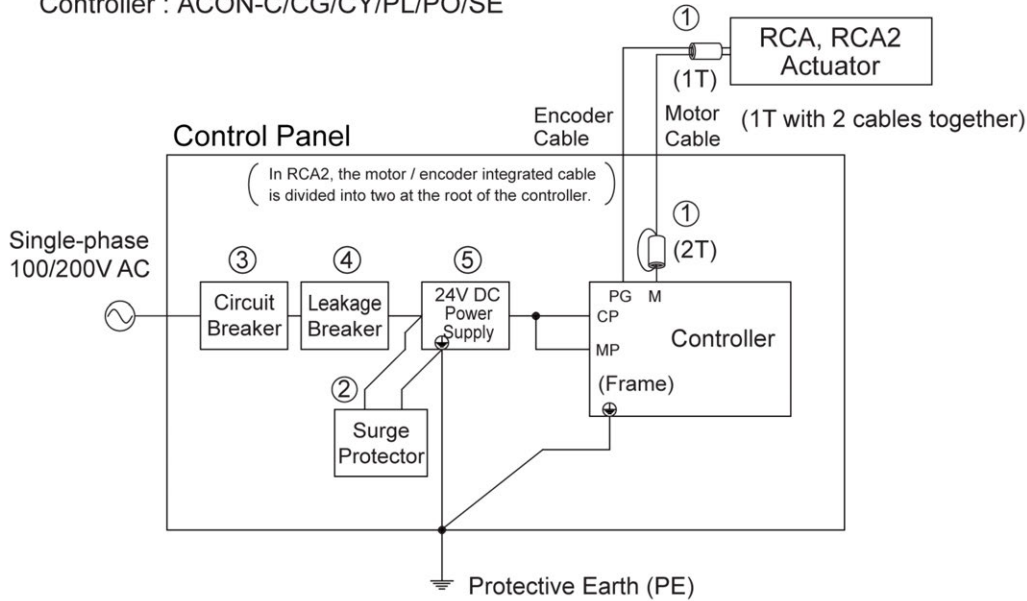 Controller : ACON-C/CG/CY/PL/PO/SE
①
RCA, RCA2
Actuator
(1T)
Encoder
Cable
Motor
Cable
(1T with 2 cables together)
Control Panel
( In RCA2, the motor / encoder integrated cable
is divided into two at the root of the controller. )
①
(2T)
Single-phase
100/200V AC
③
④
⑤
Circuit
Breaker
Leakage
Breaker
24V DC
Power
Supply
PG M
CP
MP
Controller
(Frame)
②
Surge
Protector
Protective Earth (PE)